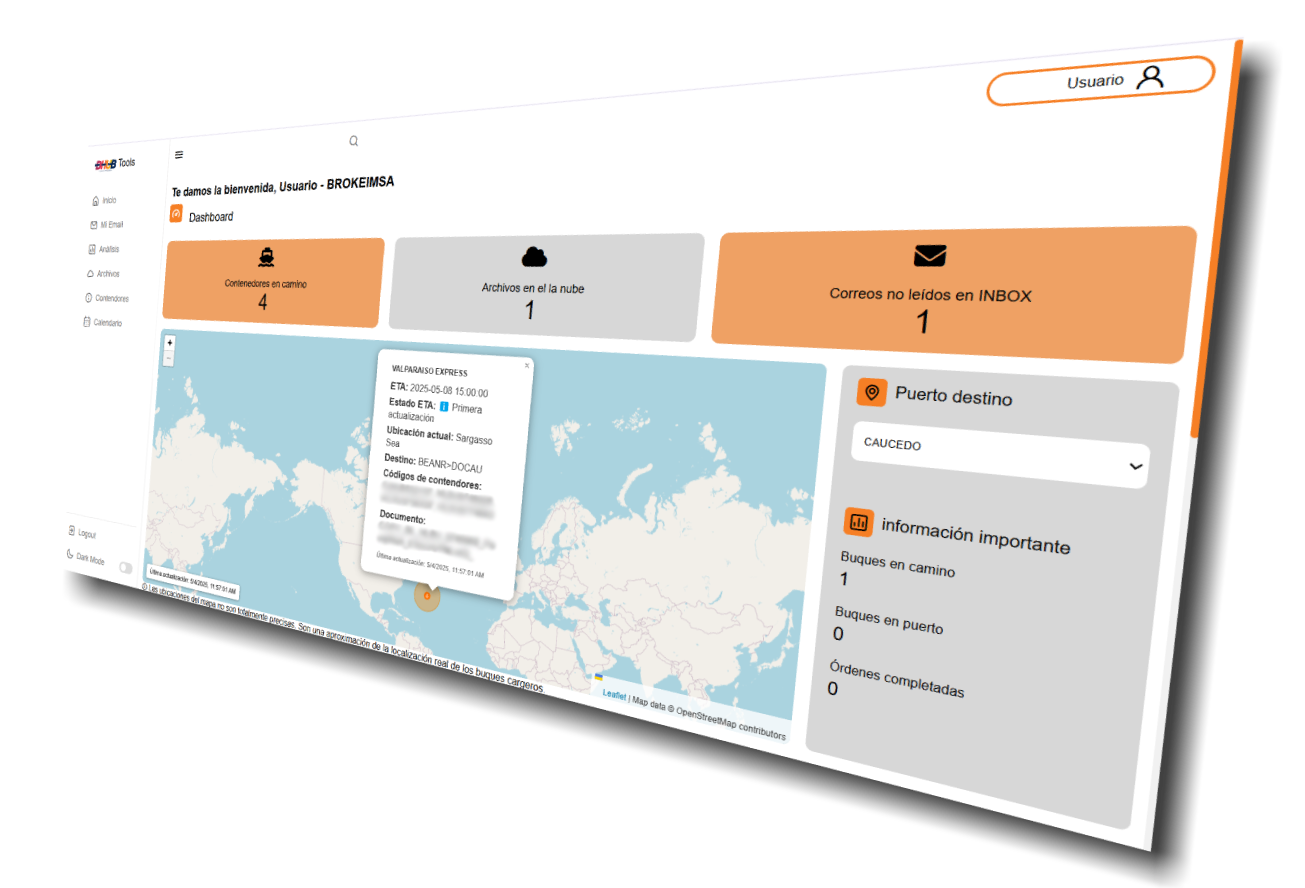 Usuario
BHUB Tools
Inicio
Mi Email
Análisis
Archivos
Contendores
Calendario
Logout
Dark Mode
Te damos la bienvenida, Usuario - BROKEIMSA
Dashboard
Contenedores en camino
4
Archivos en el la nube
1
Correos no leídos en INBOX
1
+
−
×
VALPARAISO EXPRESS
ETA: 2025-05-08 15:00:00
Estado ETA: i Primera
actualización
Ubicación actual: Sargasso
Sea
Destino: BEANR>DOCAU
Códigos de contendores:
Documento:
Última actualización: 5/4/2025, 11:57:01 AM
Última actualización: 5/4/2025, 11:57:01 AM
Las ubicaciones del mapa no son totalmente precisas. Son una aproximación de la localización real de los buques cargeros
Leaflet | Map data © OpenStreetMap contributors
Puerto destino
CAUCEDO
información importante
Buques en camino
1
Buques en puerto
0
Órdenes completadas
0